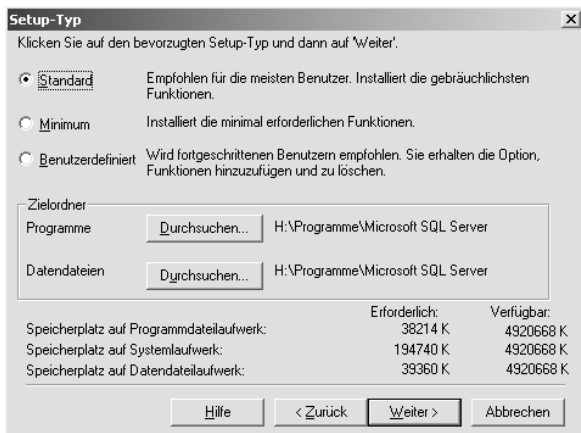 Setup-Typ
Klicken Sie auf den bevorzugten Setup-Typ und dann auf 'Weiter'.
Standard Empfohlen für die meisten Benutzer. Installiert die gebräuchlichsten
Funktionen.
Minimum Installiert die minimal erforderlichen Funktionen.
Benutzerdefiniert Wird fortgeschrittenen Benutzern empfohlen. Sie erhalten die Option,
Funktionen hinzuzufügen und zu löschen.
Zielordner
Programme Durchsuchen... H:\Programme\Microsoft SQL Server
Datendateien Durchsuchen... H:\Programme\Microsoft SQL Server
Erforderlich: Verfügbar:
Speicherplatz auf Programmdateilaufwerk: 38214 K 4920668 K
Speicherplatz auf Systemlaufwerk: 194740 K 4920668 K
Speicherplatz auf Datendateilaufwerk: 39360 K 4920668 K
Hilfe < Zurück Weiter > Abbrechen